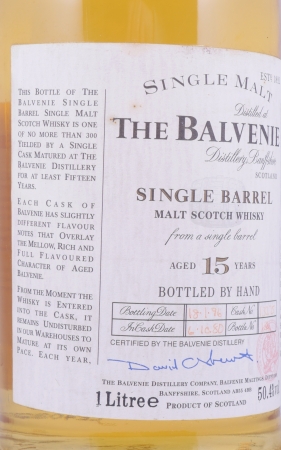 THIS BOTTLE OF THE
BALVENIE SINGLE
BARREL SINGLE MALT
SCOTCH WHISKY IS ONE
OF NO MORE THAN 300
YIELDED BY A SINGLE
CASK MATURED AT THE
BALVENIE DISTILLERY
FOR AT LEAST FIFTEEN
YEARS.
EACH CASK OF
BALVENIE HAS SLIGHTLY
DIFFERENT FLAVOUR
NOTES THAT OVERLAY
THE MELLOW, RICH AND
FULL FLAVOURED
CHARACTER OF AGED
BALVENIE.
FROM THE MOMENT THE
WHISKY IS ENTERED
INTO THE CASK, IT
REMAINS UNDISTURBED
IN OUR WAREHOUSES TO
MATURE AT ITS OWN
PACE. EACH YEAR,
SINGLE MALT
Distilled at
THE BALVENIE
Distillery, Banffshire
SCOTLAND
SINGLE BARREL
MALT SCOTCH WHISKY
from a single barrel
AGED 15 YEARS
BOTTLED BY HAND
Bottling Date Cask No
In Cask Date Bottle No
CERTIFIED BY THE BALVENIE DISTILLERY
THE BALVENIE DISTILLERY COMPANY, BALVENIE MALTINGS
BANFFSHIRE, SCOTLAND
1 Litre e PRODUCT OF SCOTLAND 50.4%